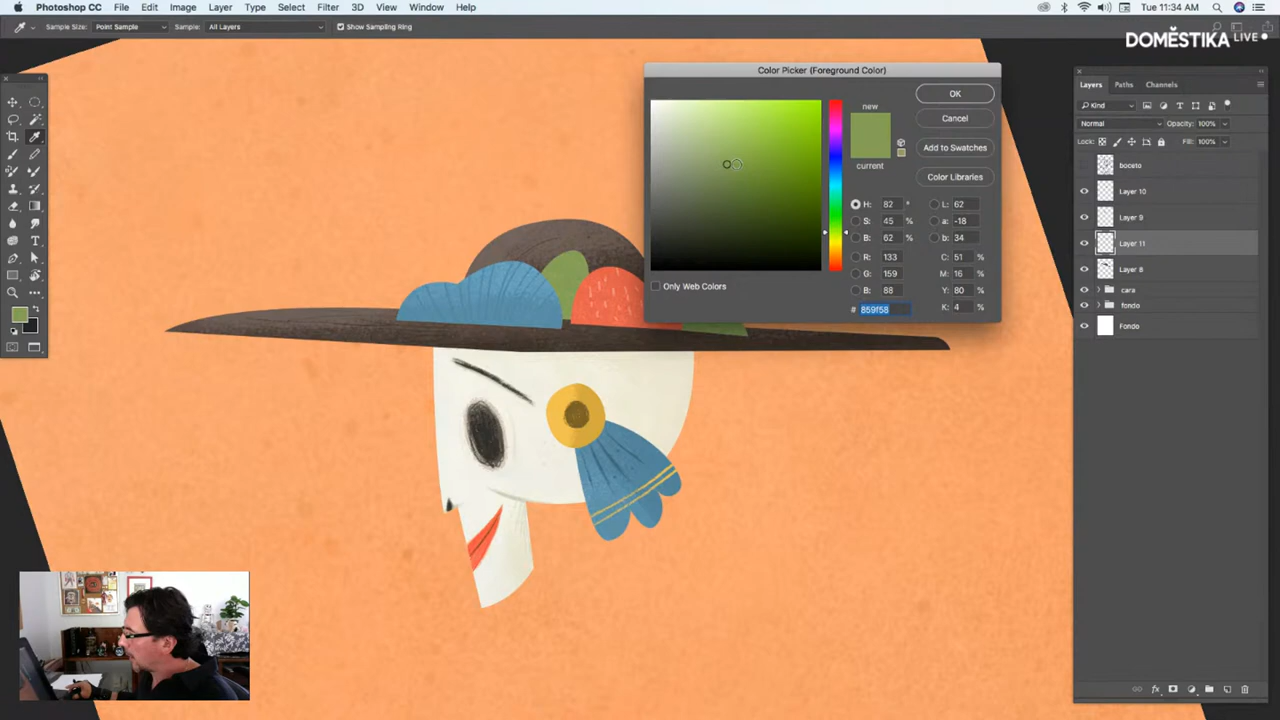 Photoshop CC File Edit Image Layer Type Select Filter 3D View Window Help Tue 11:34 AM
Sample Size: Point Sample Sample: All Layers Show Sampling Ring
DOMĒSTIKA LIVE
Color Picker (Foreground Color)
new
current
OK
Cancel
Add to Swatches
Color Libraries
H: 82 °
S: 45 %
B: 62 %
R: 133
G: 159
B: 88
L: 62
a: -18
b: 34
C: 51 %
M: 16 %
Y: 80 %
K: 4 %
# 859f58
Only Web Colors
Layers Paths Channels
Kind
Normal Opacity: 100%
Lock: Fill: 100%
boceto
Layer 10
Layer 9
Layer 11
Layer 8
cara
fondo
Fondo